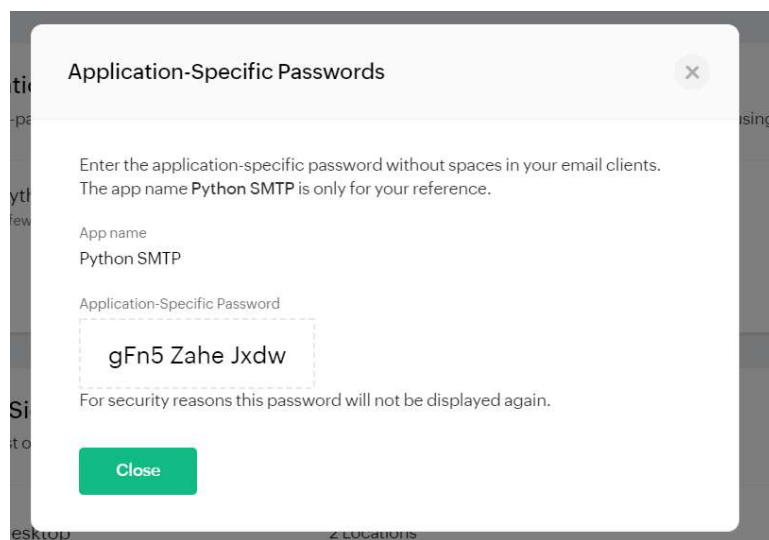 Application-Specific Passwords
Enter the application-specific password without spaces in your email clients.
The app name Python SMTP is only for your reference.
App name
Python SMTP
Application-Specific Password
gFn5 Zahe Jxdw
For security reasons this password will not be displayed again.
Close
2 Locations